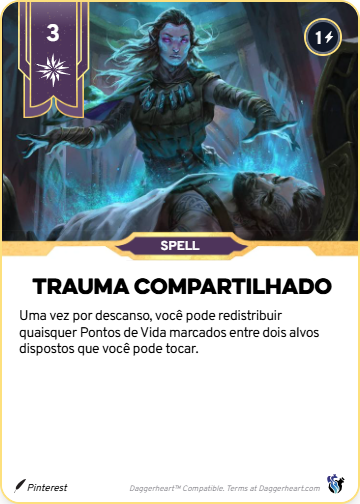 3
1
SPELL
TRAUMA COMPARTILHADO
Uma vez por descanso, você pode redistribuir
quaisquer Pontos de Vida marcados entre dois alvos
dispostos que você pode tocar.
Pinterest
Daggerheart™ Compatible. Terms at Daggerheart.com